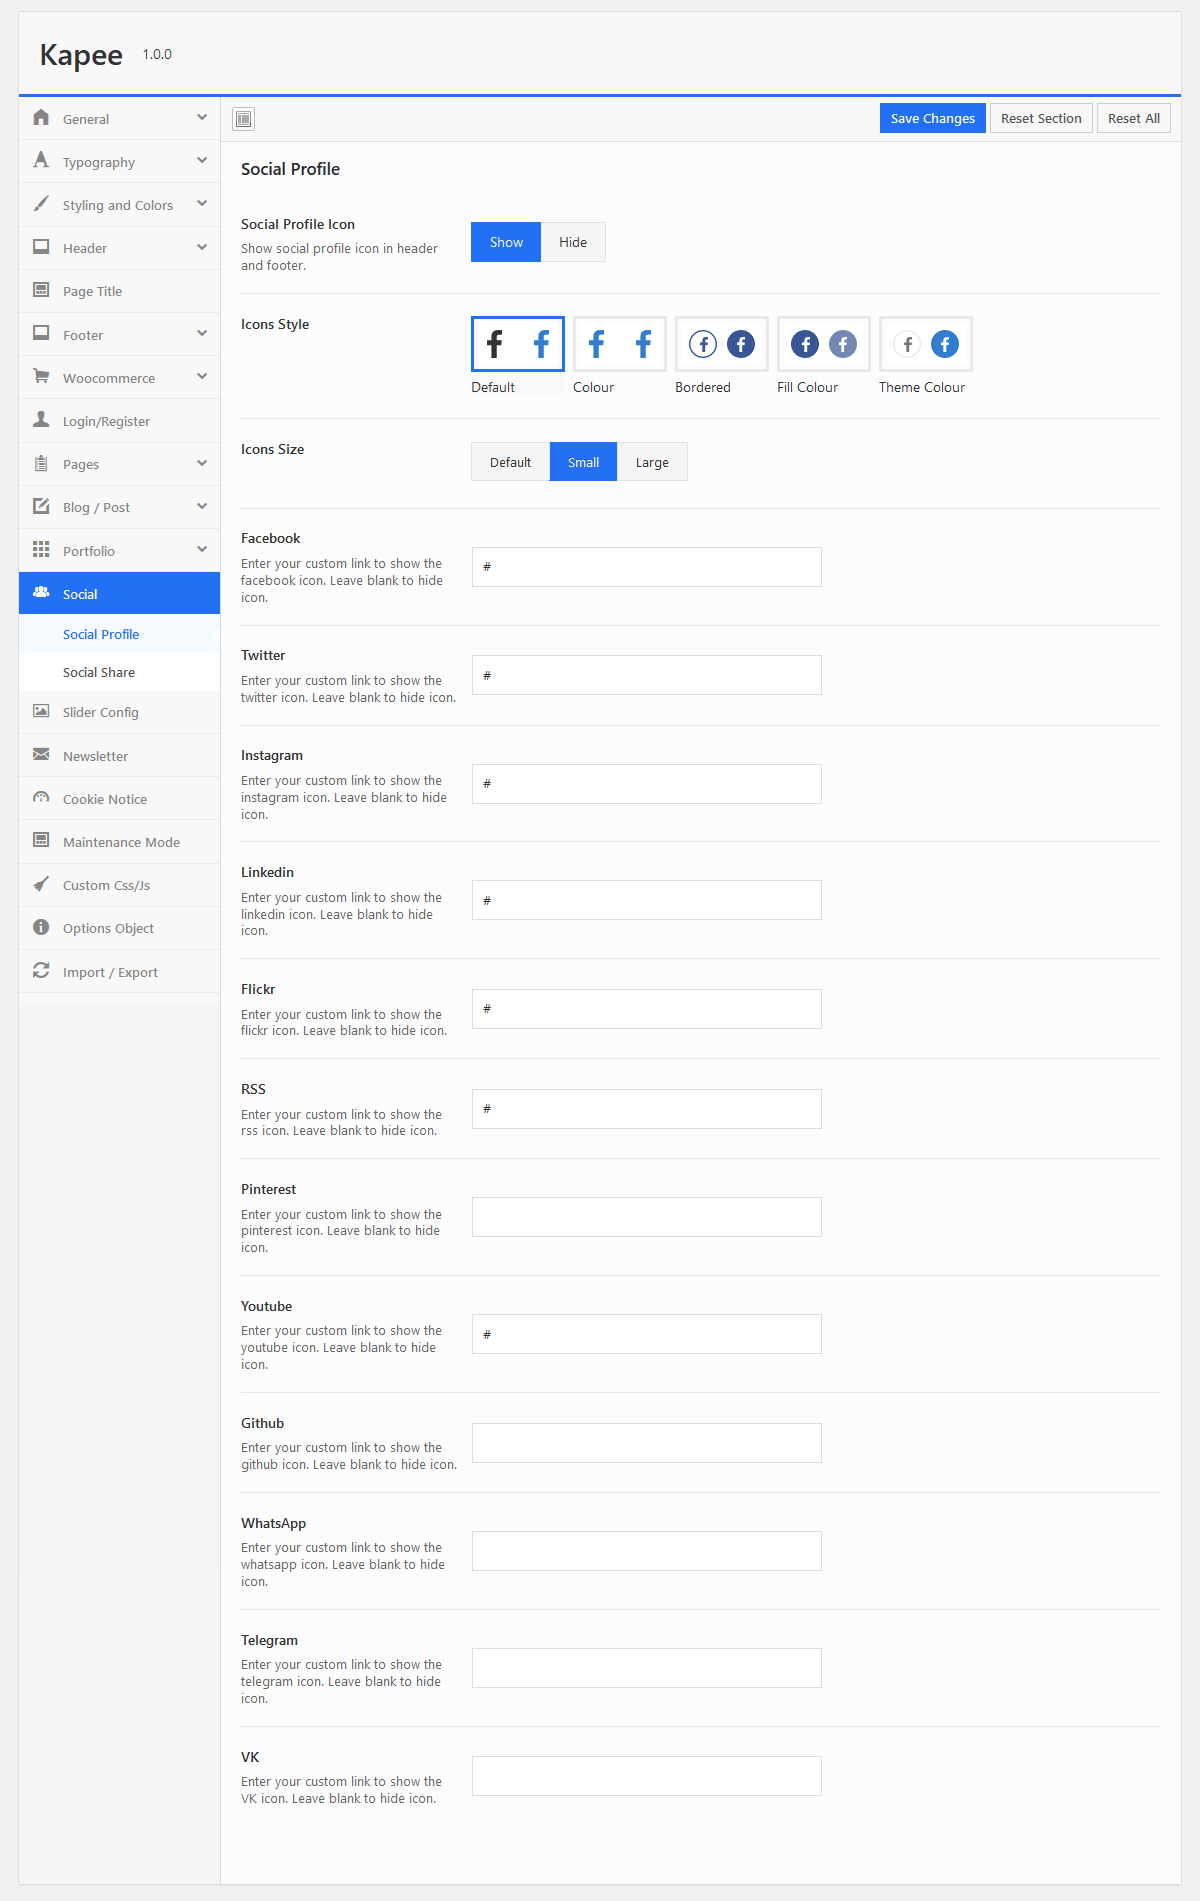 Kapee 1.0.0
General
Typography
Styling and Colors
Header
Page Title
Footer
Woocommerce
Login/Register
Pages
Blog / Post
Portfolio
Social
Social Profile
Social Share
Slider Config
Newsletter
Cookie Notice
Maintenance Mode
Custom Css/Js
Options Object
Import / Export
Save Changes Reset Section Reset All
Social Profile
Social Profile Icon
Show social profile icon in header
and footer.
Show Hide
Icons Style
Default Colour Bordered Fill Colour Theme Colour
Icons Size
Default Small Large
Facebook
Enter your custom link to show the
facebook icon. Leave blank to hide
icon.
#
Twitter
Enter your custom link to show the
twitter icon. Leave blank to hide icon.
#
Instagram
Enter your custom link to show the
instagram icon. Leave blank to hide
icon.
#
Linkedin
Enter your custom link to show the
linkedin icon. Leave blank to hide
icon.
#
Flickr
Enter your custom link to show the
flickr icon. Leave blank to hide icon.
#
RSS
Enter your custom link to show the
rss icon. Leave blank to hide icon.
#
Pinterest
Enter your custom link to show the
pinterest icon. Leave blank to hide
icon.
Youtube
Enter your custom link to show the
youtube icon. Leave blank to hide
icon.
#
Github
Enter your custom link to show the
github icon. Leave blank to hide icon.
WhatsApp
Enter your custom link to show the
whatsapp icon. Leave blank to hide
icon.
Telegram
Enter your custom link to show the
telegram icon. Leave blank to hide
icon.
VK
Enter your custom link to show the
VK icon. Leave blank to hide icon.